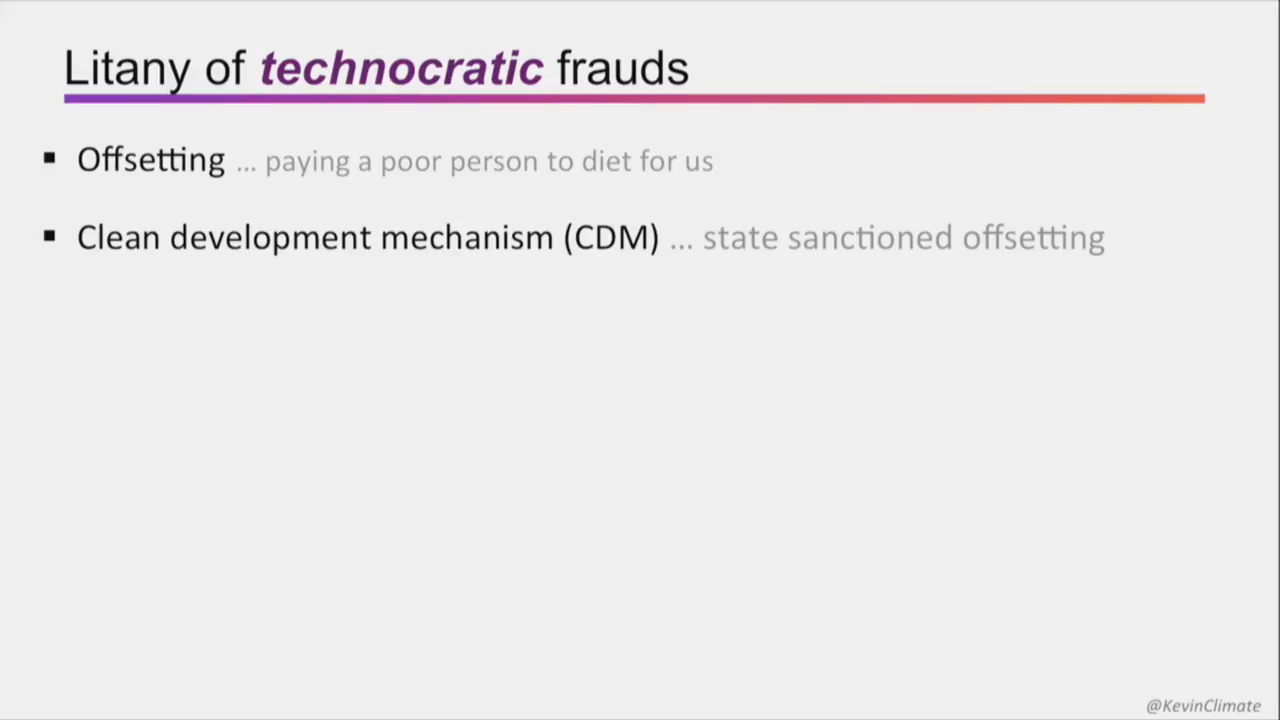 Litany of technocratic frauds
▪ Offsetting ... paying a poor person to diet for us
▪ Clean development mechanism (CDM) ... state sanctioned offsetting
@KevinClimate